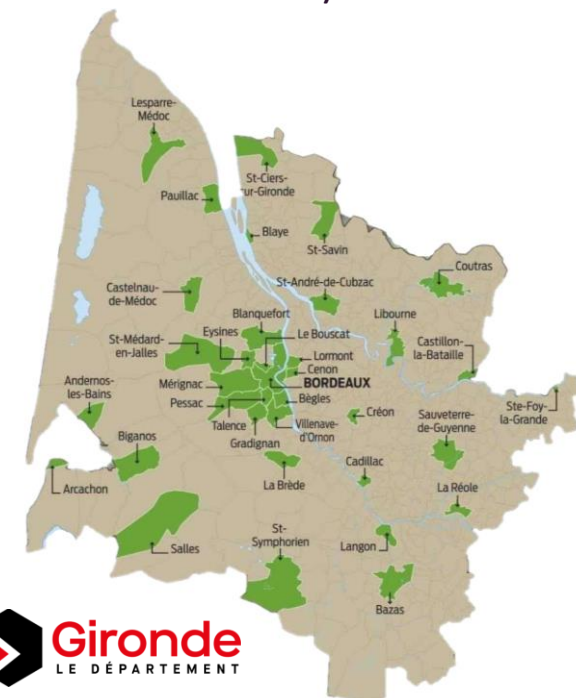 Lesparre-
Médoc
St-Ciers-
sur-Gironde
Pauillac
Blaye
St-Savin
Coutras
Castelnau-
de-Médoc
St-André-de-Cubzac
Libourne
Blanquefort
Eysines
Le Bouscat
St-Médard-
en-Jalles
Lormont
Castillon-
la-Bataille
Cenon
Mérignac
BORDEAUX
Andernos-
les-Bains
Pessac
Bègles
Ste-Foy-
la-Grande
Créon
Sauveterre-
de-Guyenne
Talence
Villenave-
d'Ornon
Biganos
Gradignan
Cadillac
La Brède
La Réole
Arcachon
St-
Symphorien
Langon
Salles
Bazas
Gironde
LE DÉPARTEMENT